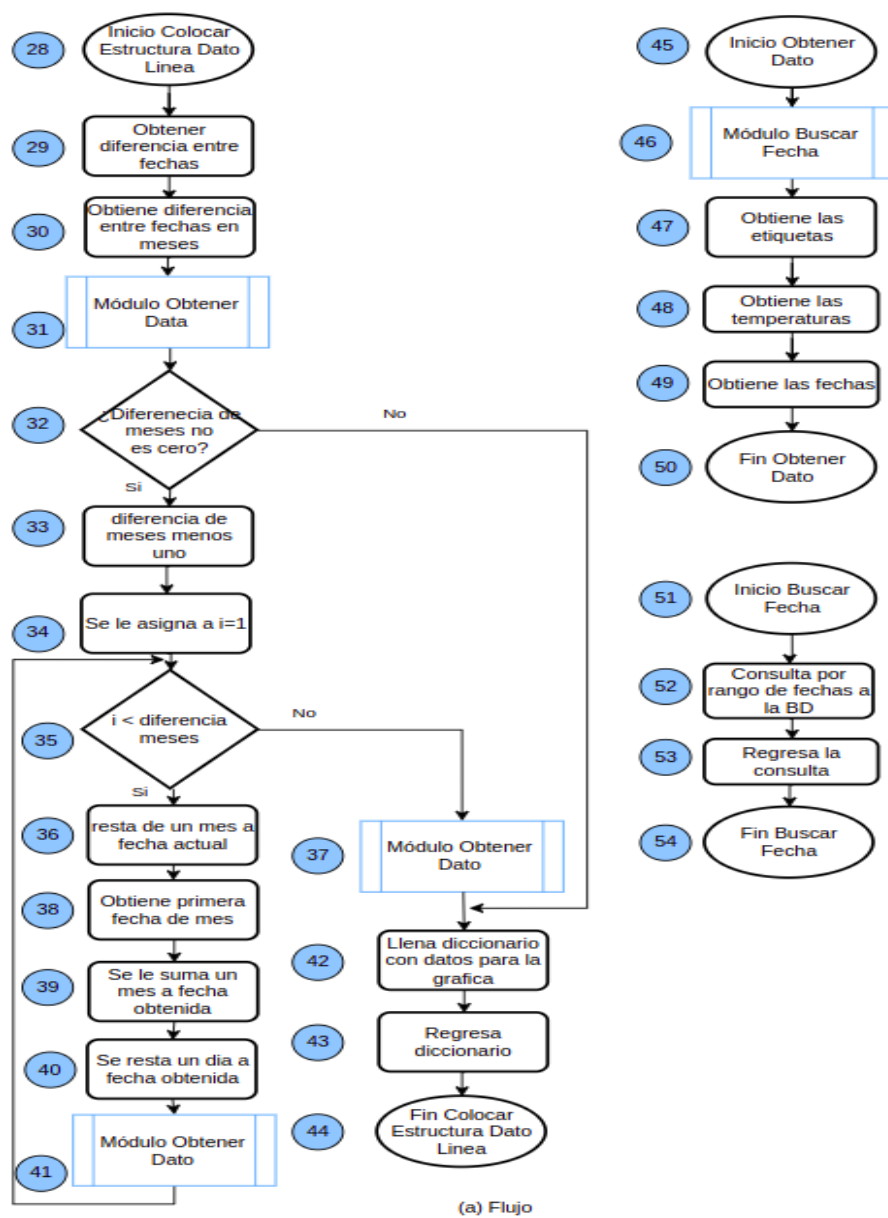 28
Inicio Colocar
Estructura Dato
Linea
29
Obtener
diferencia entre
fechas
30
Obtiene diferencia
entre fechas en
meses
31
Módulo Obtener
Data
32
¿Diferenecia de
meses no
es cero?
No
Si
33
diferencia de
meses menos
uno
34
Se le asigna a i=1
35
i < diferencia
meses
No
Si
36
resta de un mes a
fecha actual
38
Obtiene primera
fecha de mes
39
Se le suma un
mes a fecha
obtenida
40
Se resta un dia a
fecha obtenida
41
Módulo Obtener
Dato
37
Módulo Obtener
Dato
42
Llena diccionario
con datos para la
grafica
43
Regresa
diccionario
44
Fin Colocar
Estructura Dato
Linea
45
Inicio Obtener
Dato
46
Módulo Buscar
Fecha
47
Obtiene las
etiquetas
48
Obtiene las
temperaturas
49
Obtiene las fechas
50
Fin Obtener
Dato
51
Inicio Buscar
Fecha
52
Consulta por
rango de fechas a
la BD
53
Regresa la
consulta
54
Fin Buscar
Fecha
(a) Flujo